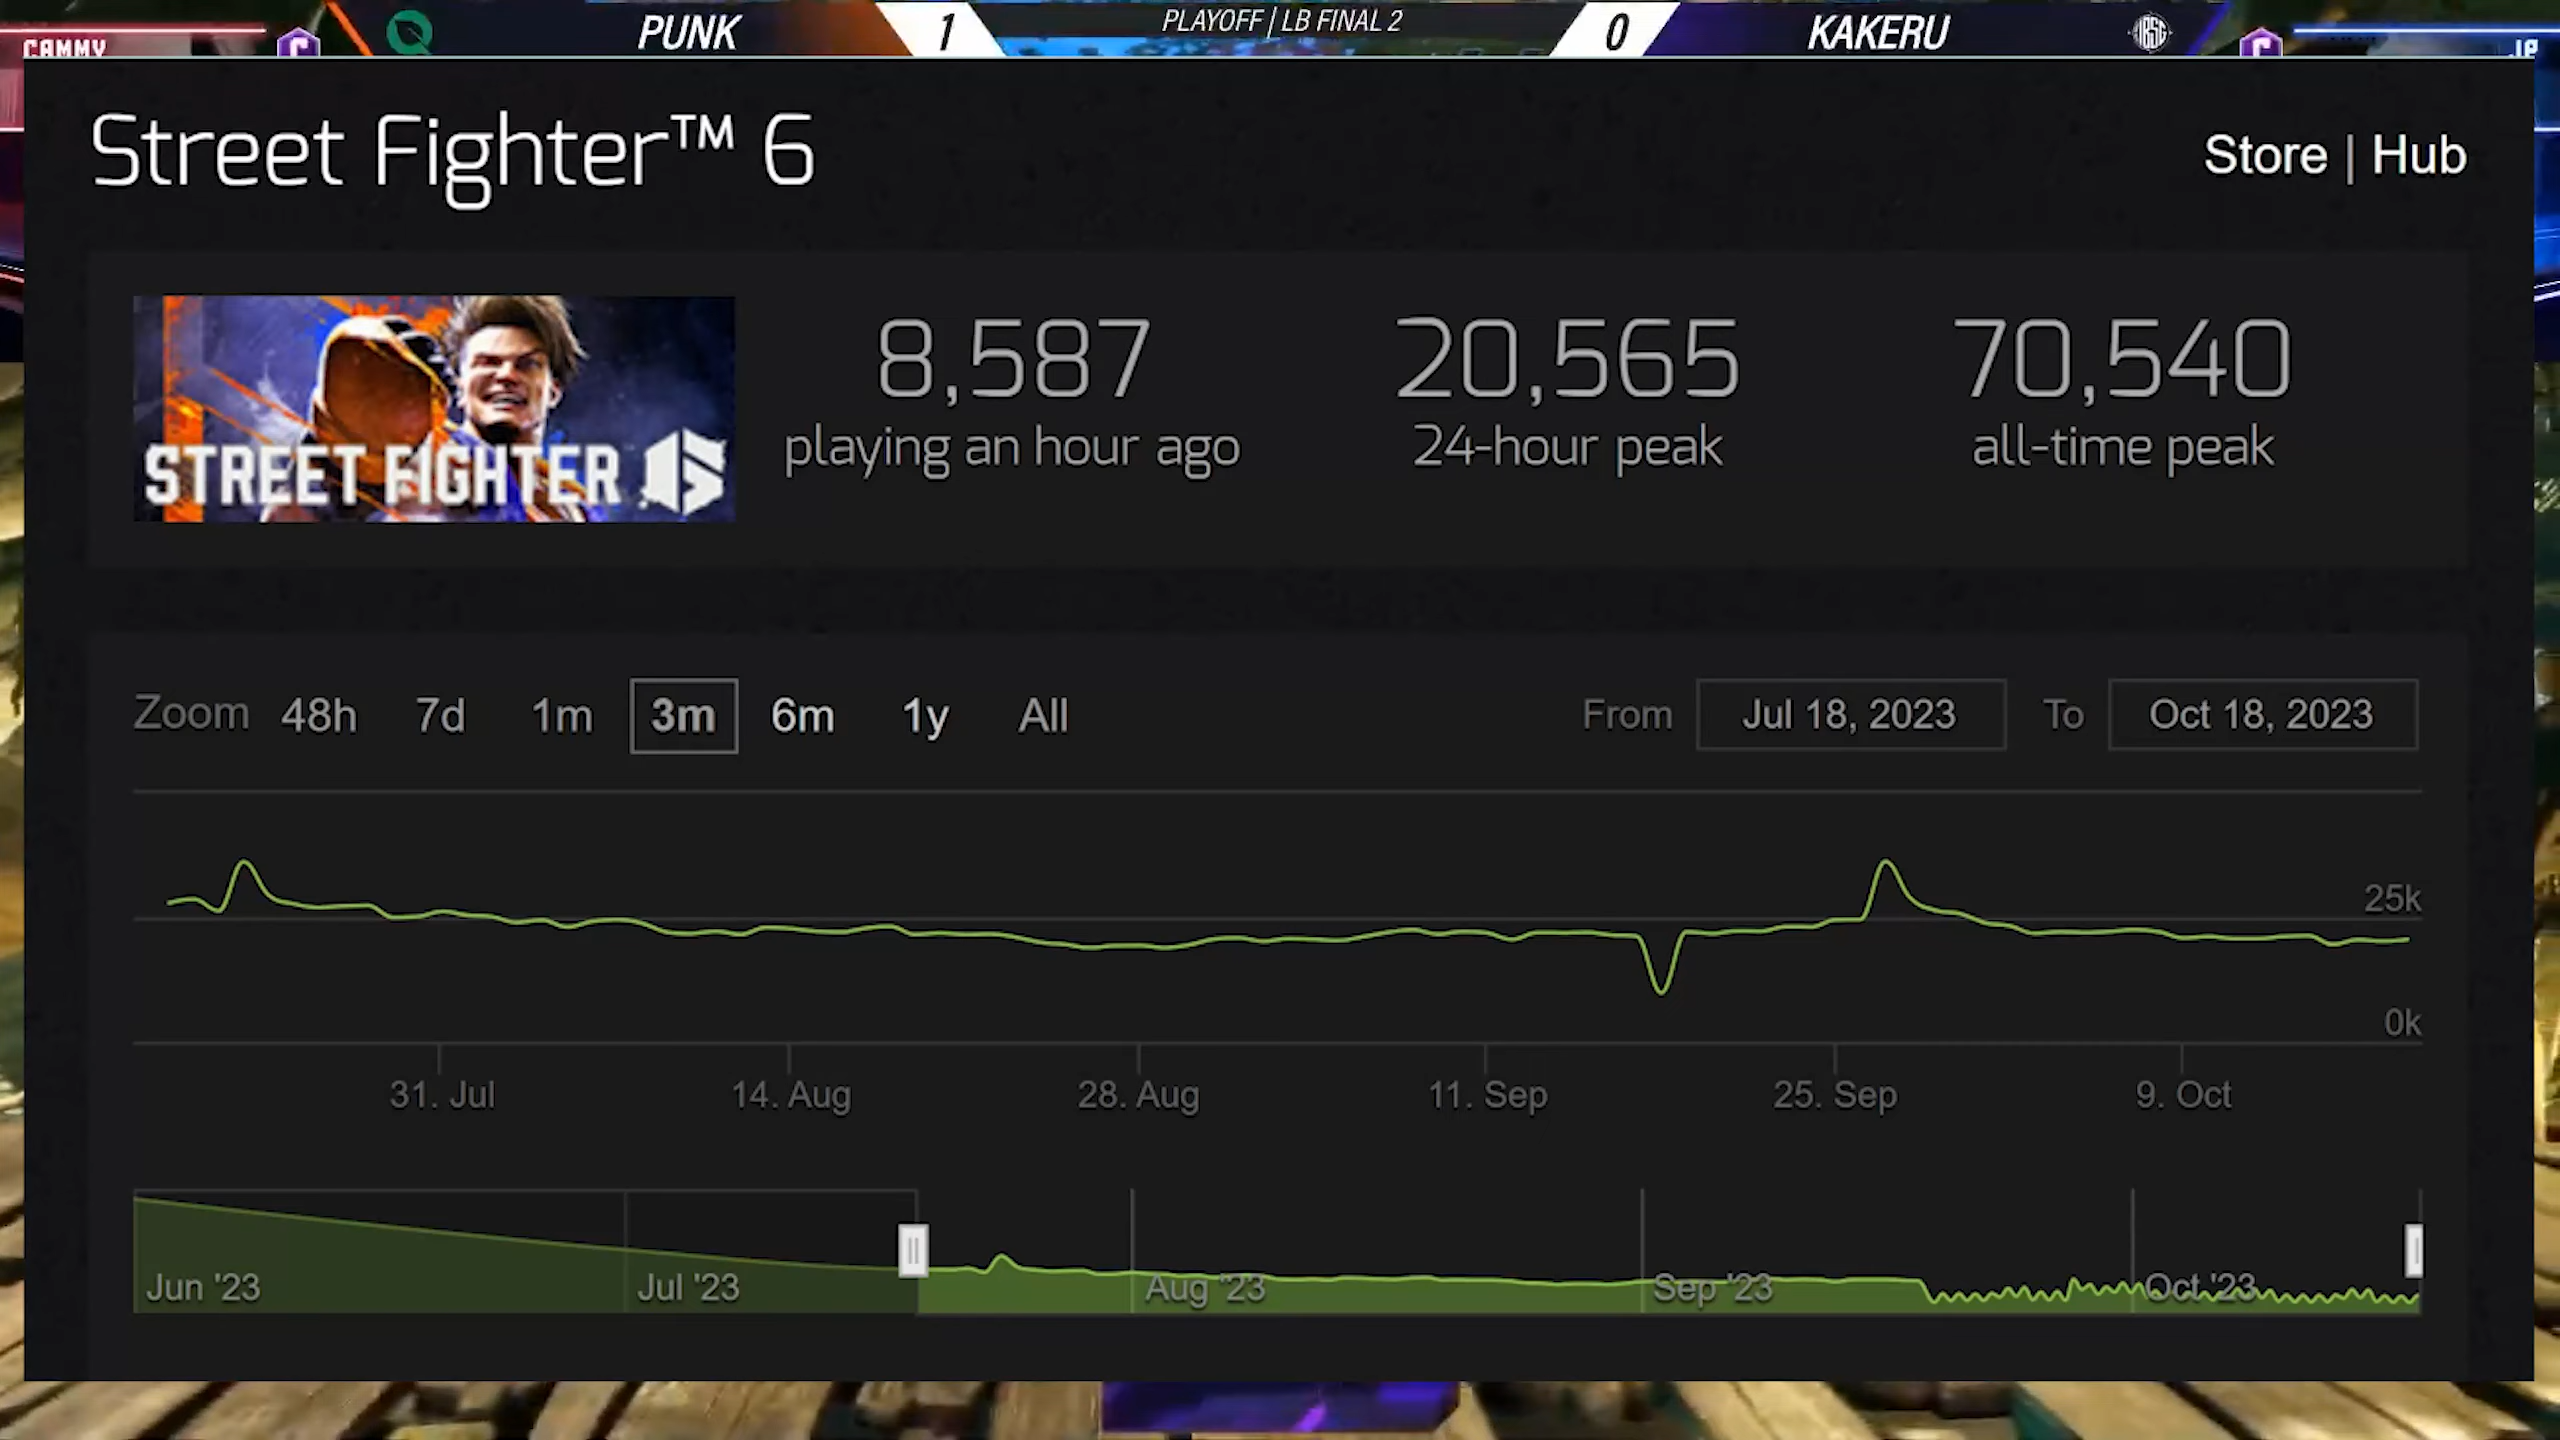 PUNK 1 PLAYOFF | LB FINAL 2 0 KAKERU
CAMMY JP
Street Fighter™ 6
Store | Hub
STREET FIGHTER 6
8,587
playing an hour ago
20,565
24-hour peak
70,540
all-time peak
Zoom 48h 7d 1m 3m 6m 1y All
From Jul 18, 2023 To Oct 18, 2023
25k
0k
31. Jul 14. Aug 28. Aug 11. Sep 25. Sep 9. Oct
Jun '23 Jul '23 Aug '23 Sep '23 Oct '23